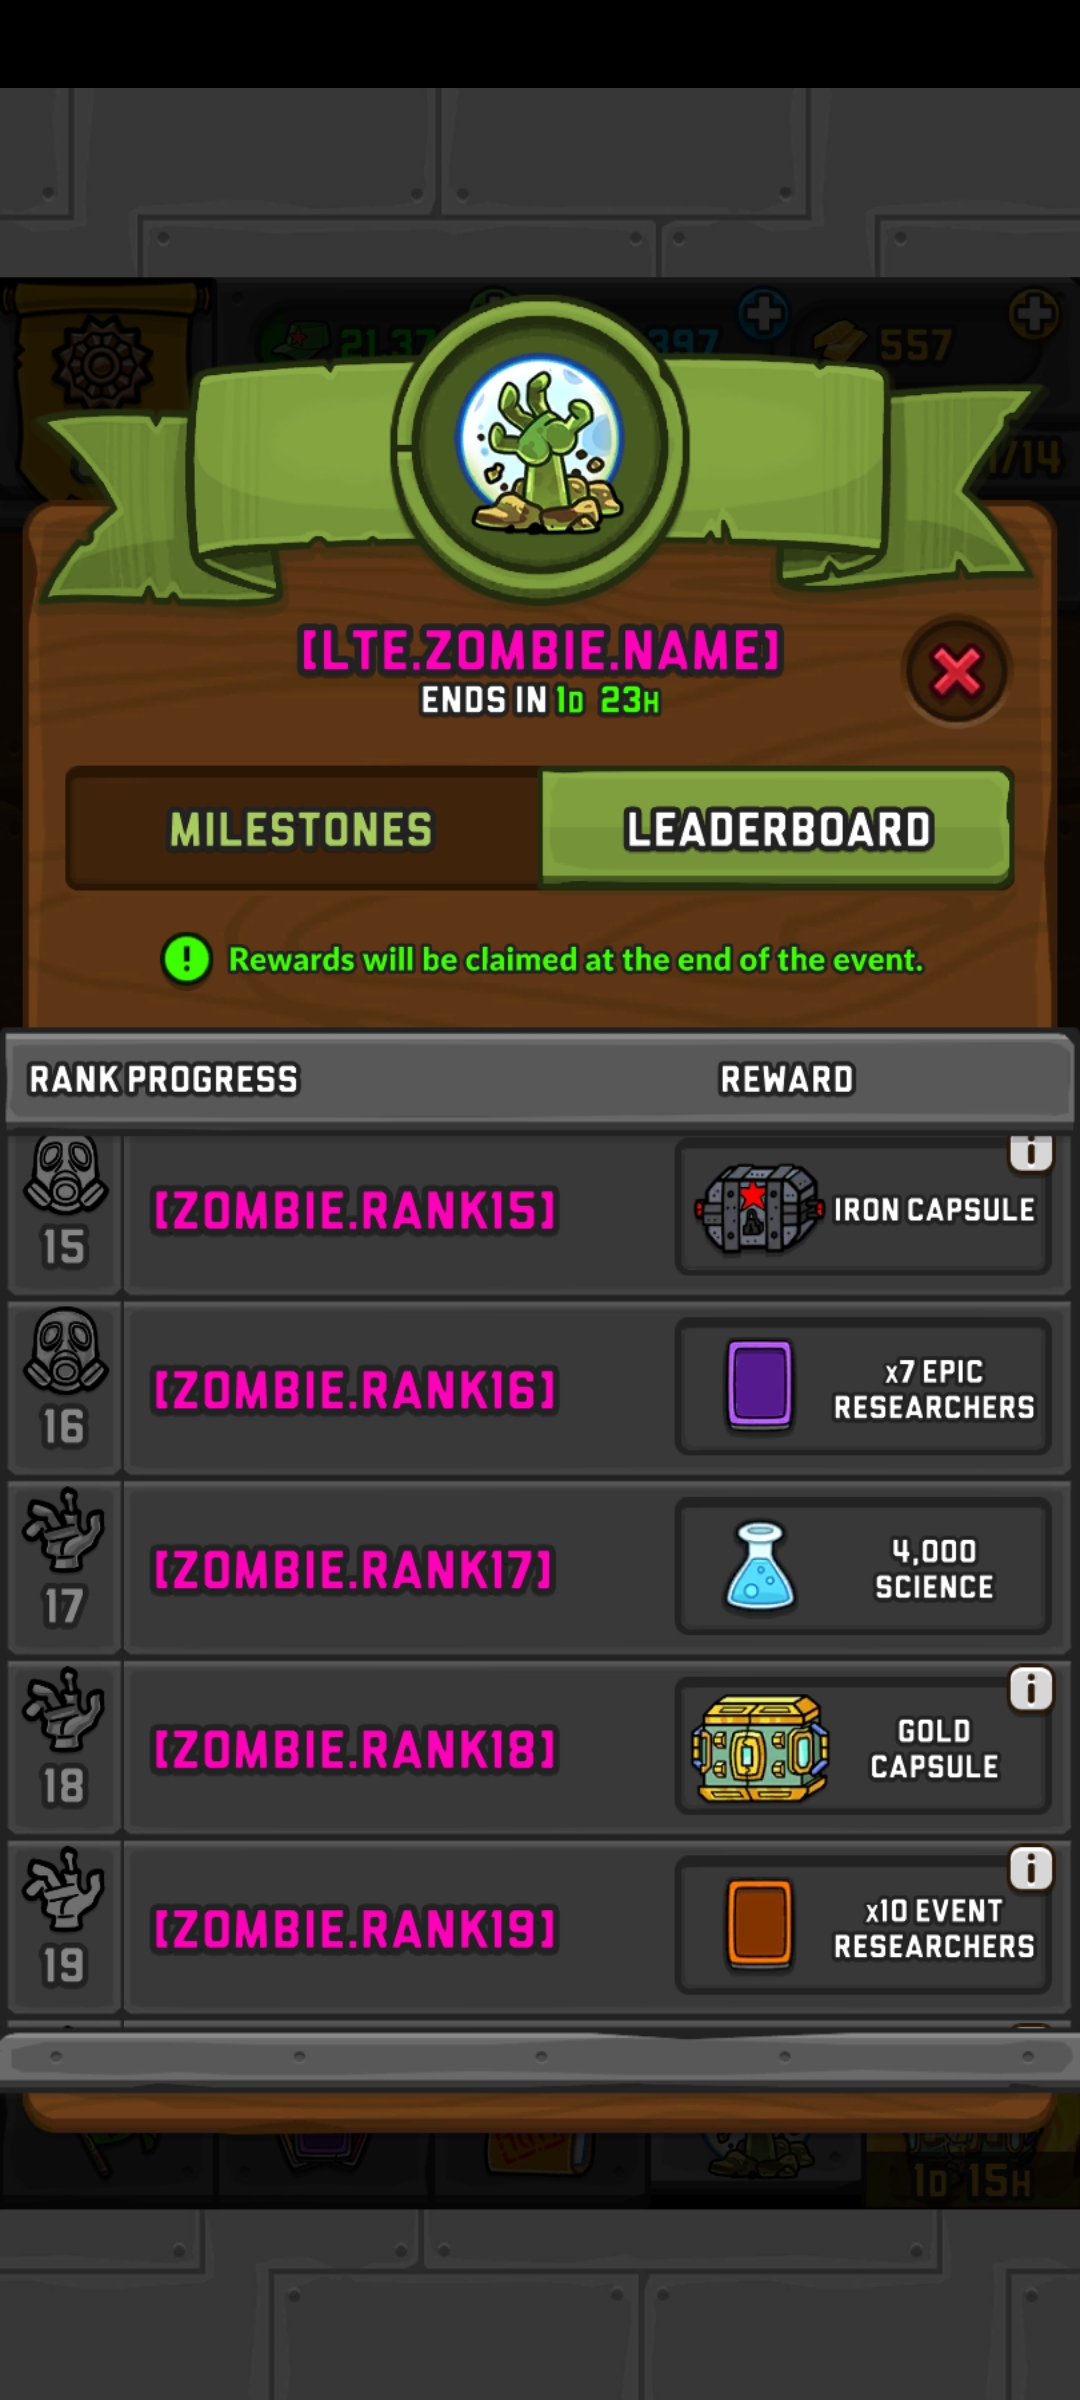 557
[LTE.ZOMBIE.NAME]
ENDS IN 1D 23H
MILESTONES
LEADERBOARD
! Rewards will be claimed at the end of the event.
RANK PROGRESS REWARD
15
[ZOMBIE.RANK15]
IRON CAPSULE
i
16
[ZOMBIE.RANK16]
x7 EPIC
RESEARCHERS
17
[ZOMBIE.RANK17]
4,000
SCIENCE
18
[ZOMBIE.RANK18]
GOLD
CAPSULE
i
19
[ZOMBIE.RANK19]
x10 EVENT
RESEARCHERS
i
1D 15H